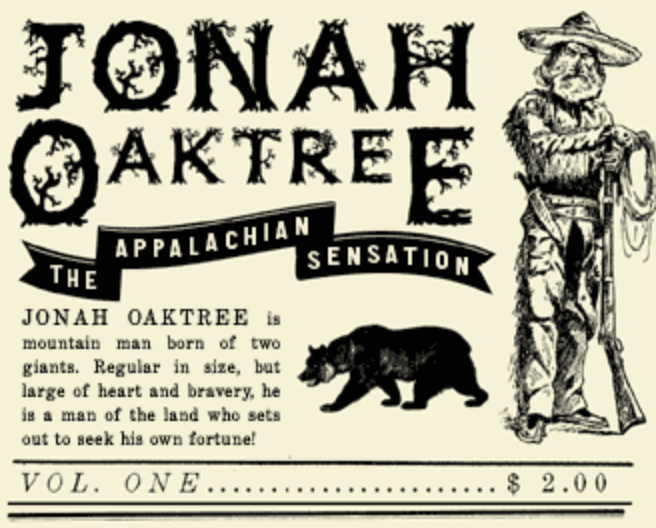 JONAH
OAKTREE
THE APPALACHIAN SENSATION
JONAH OAKTREE is
mountain man born of two
giants. Regular in size, but
large of heart and bravery, he
is a man of the land who sets
out to seek his own fortune!
VOL. ONE.......................$ 2.00